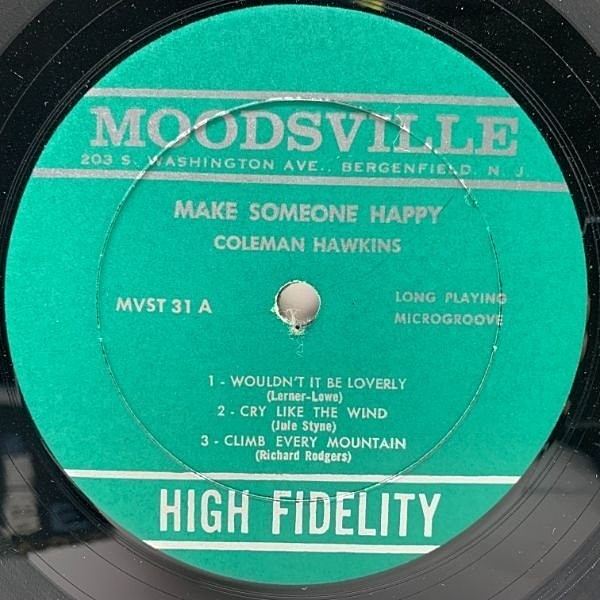 MOODSVILLE
203 S. WASHINGTON AVE., BERGENFIELD, N. J.
MAKE SOMEONE HAPPY
COLEMAN HAWKINS
MVST 31 A
LONG PLAYING
MICROGROOVE
1 - WOULDN'T IT BE LOVERLY
(Lerner-Lowe)
2 - CRY LIKE THE WIND
(Jule Styne)
3 - CLIMB EVERY MOUNTAIN
(Richard Rodgers)
HIGH FIDELITY